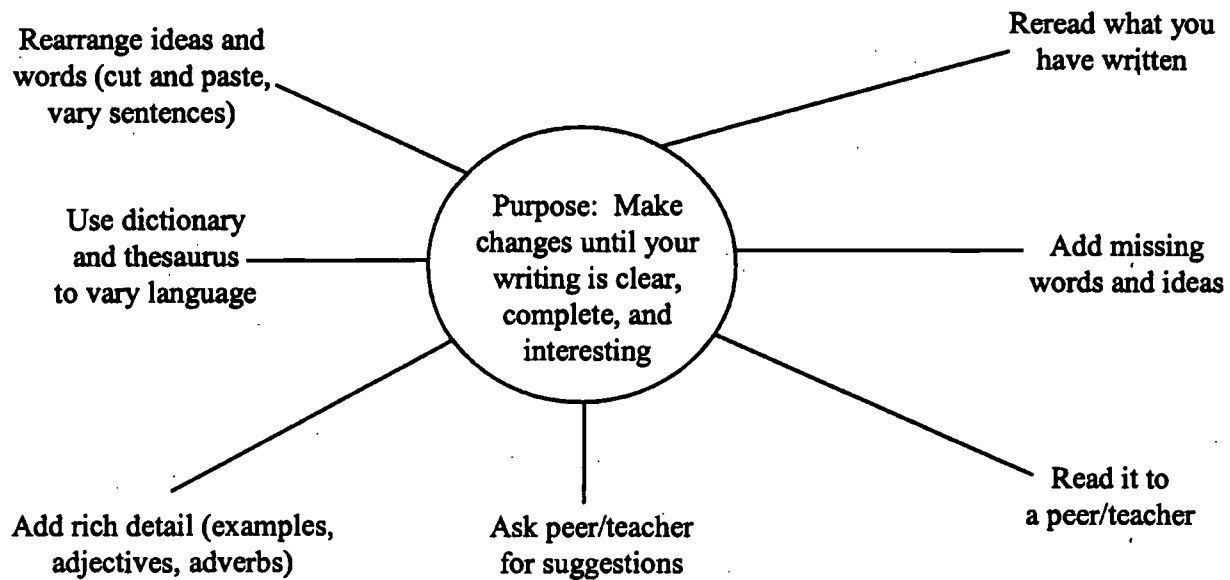 Rearrange ideas and
words (cut and paste,
vary sentences)
Reread what you
have written
Purpose: Make
changes until your
writing is clear,
complete, and
interesting
Use dictionary
and thesaurus
to vary language
Add missing
words and ideas
Add rich detail (examples,
adjectives, adverbs)
Ask peer/teacher
for suggestions
Read it to
a peer/teacher